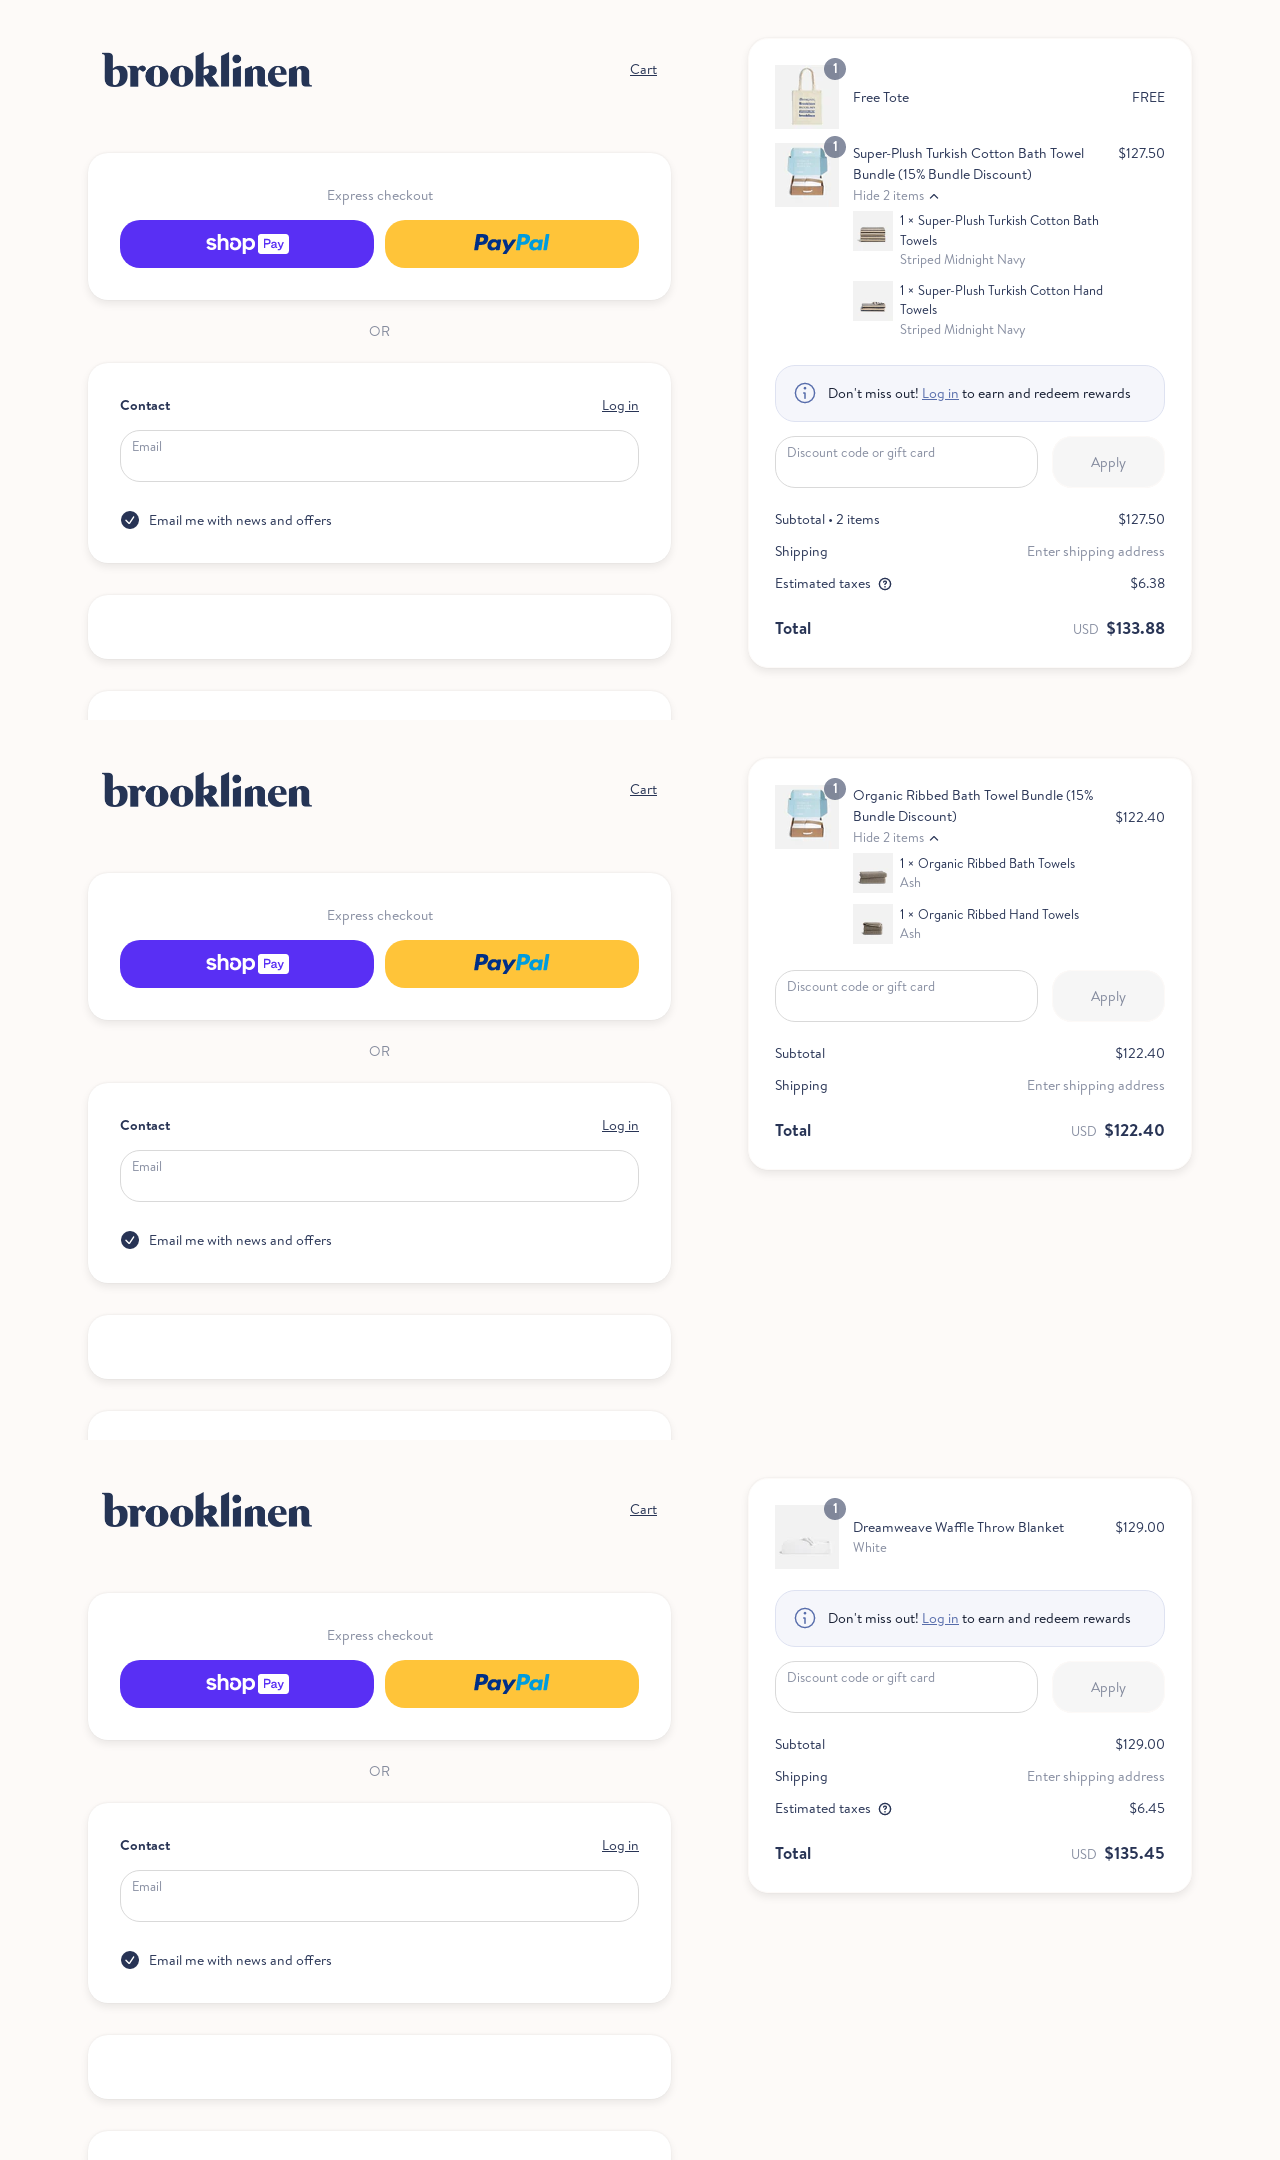 brooklinen
Cart
Express checkout
shop Pay
PayPal
OR
Contact
Log in
Email
Email me with news and offers
1
Free Tote
FREE
1
Super-Plush Turkish Cotton Bath Towel
Bundle (15% Bundle Discount)
$127.50
Hide 2 items
1 × Super-Plush Turkish Cotton Bath
Towels
Striped Midnight Navy
1 × Super-Plush Turkish Cotton Hand
Towels
Striped Midnight Navy
Don't miss out! Log in to earn and redeem rewards
Discount code or gift card
Apply
Subtotal • 2 items
$127.50
Shipping
Enter shipping address
Estimated taxes
$6.38
Total
USD $133.88
brooklinen
Cart
Express checkout
shop Pay
PayPal
OR
Contact
Log in
Email
Email me with news and offers
1
Organic Ribbed Bath Towel Bundle (15%
Bundle Discount)
$122.40
Hide 2 items
1 × Organic Ribbed Bath Towels
Ash
1 × Organic Ribbed Hand Towels
Ash
Discount code or gift card
Apply
Subtotal
$122.40
Shipping
Enter shipping address
Total
USD $122.40
brooklinen
Cart
Express checkout
shop Pay
PayPal
OR
Contact
Log in
Email
Email me with news and offers
1
Dreamweave Waffle Throw Blanket
White
$129.00
Don't miss out! Log in to earn and redeem rewards
Discount code or gift card
Apply
Subtotal
$129.00
Shipping
Enter shipping address
Estimated taxes
$6.45
Total
USD $135.45